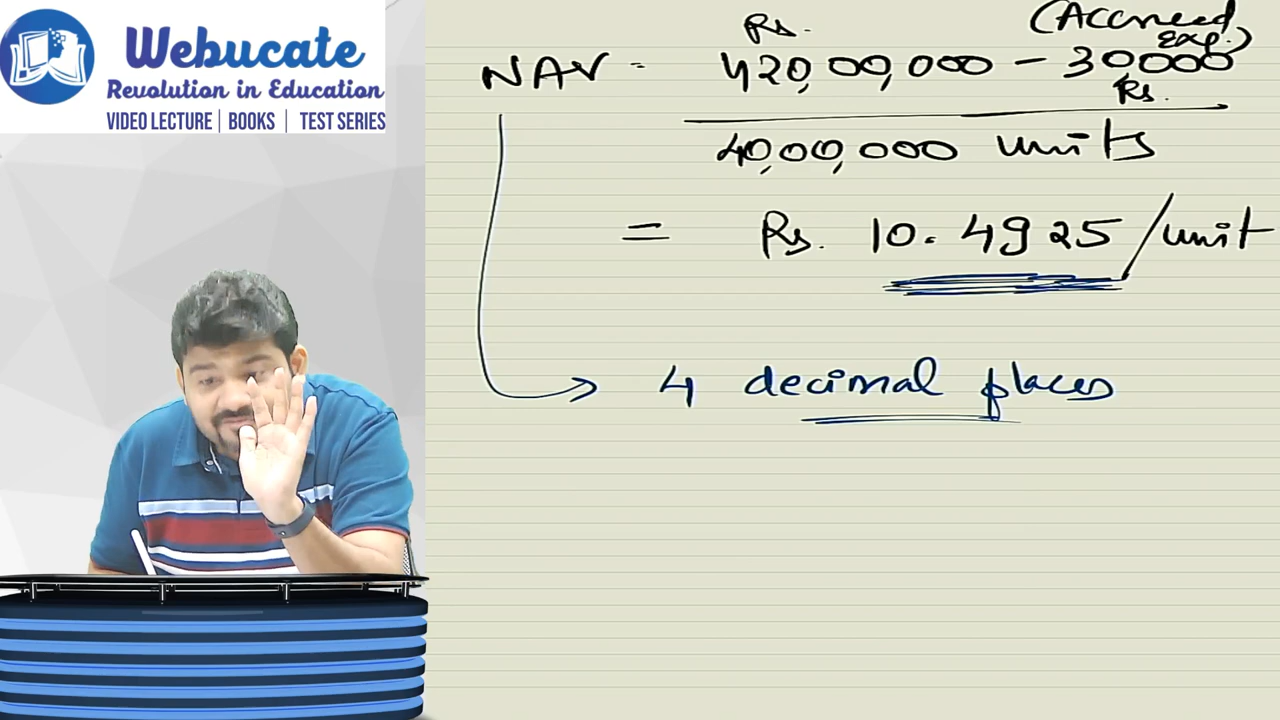 Webucate
Revolution in Education
VIDEO LECTURE | BOOKS | TEST SERIES
Rs. (Accrued Exp.)
NAV = 420,00,000 - 30000
Rs.
40,00,000 units
= Rs. 10.4925/unit
4 decimal places